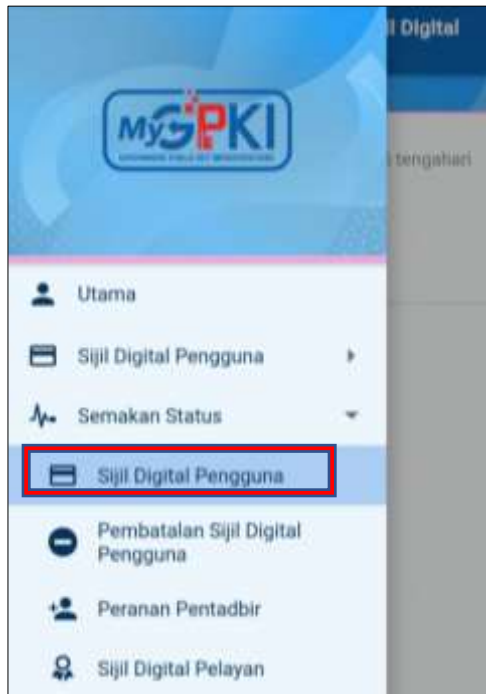 l Digital
MyGPKI
i tengahari
Utama
Sijil Digital Pengguna
Semakan Status
Sijil Digital Pengguna
Pembatalan Sijil Digital
Pengguna
Peranan Pentadbir
Sijil Digital Pelayan